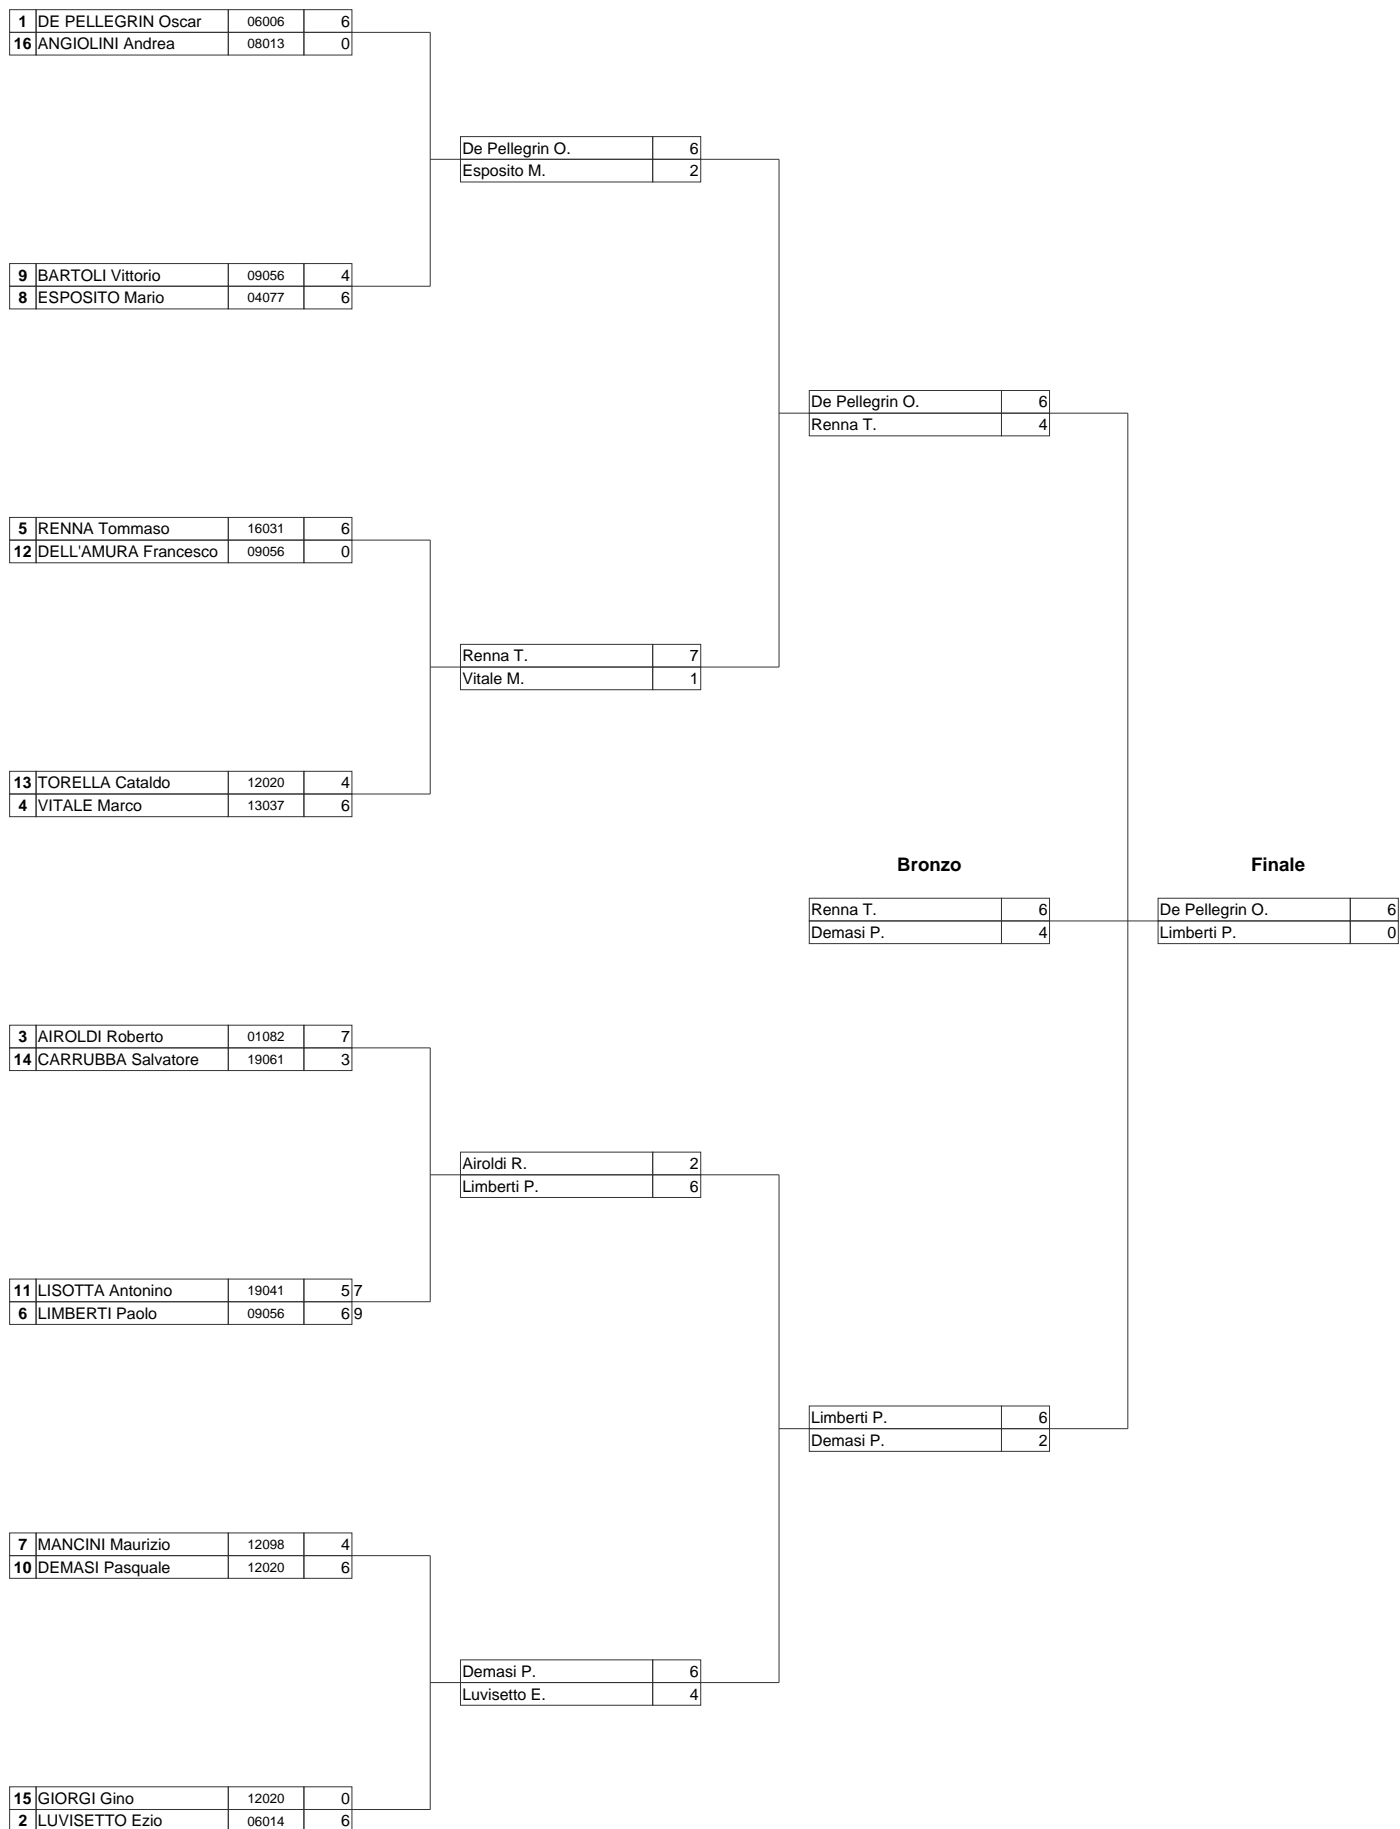 1 DE PELLEGRIN Oscar 06006 6
16 ANGIOLINI Andrea 08013 0
De Pellegrin O. 6
Esposito M. 2
9 BARTOLI Vittorio 09056 4
8 ESPOSITO Mario 04077 6
De Pellegrin O. 6
Renna T. 4
5 RENNA Tommaso 16031 6
12 DELL'AMURA Francesco 09056 0
Renna T. 7
Vitale M. 1
13 TORELLA Cataldo 12020 4
4 VITALE Marco 13037 6
Bronzo Finale
Renna T. 6 De Pellegrin O. 6
Demasi P. 4 Limberti P. 0
3 AIROLDI Roberto 01082 7
14 CARRUBBA Salvatore 19061 3
Airoldi R. 2
Limberti P. 6
11 LISOTTA Antonino 19041 5 7
6 LIMBERTI Paolo 09056 6 9
Limberti P. 6
Demasi P. 2
7 MANCINI Maurizio 12098 4
10 DEMASI Pasquale 12020 6
Demasi P. 6
Luvisetto E. 4
15 GIORGI Gino 12020 0
2 LUVISETTO Ezio 06014 6